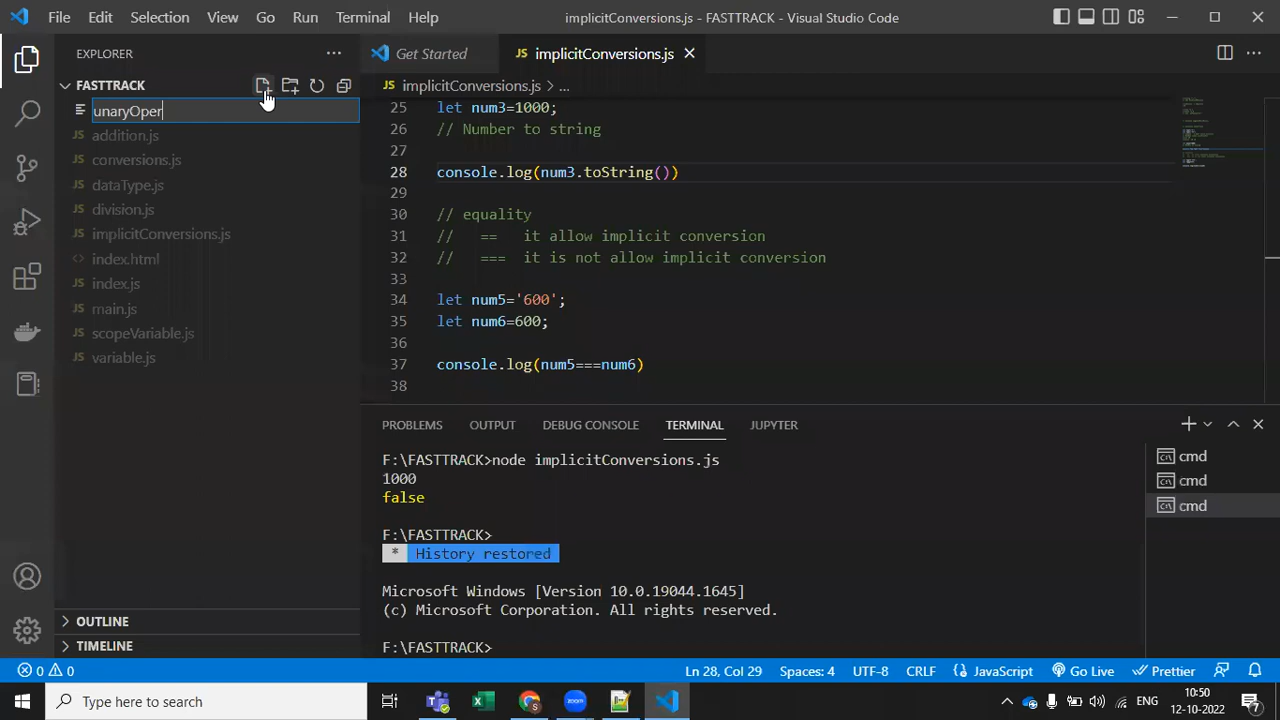 File Edit Selection View Go Run Terminal Help implicitConversions.js - FASTTRACK - Visual Studio Code
EXPLORER
FASTTRACK
unaryOper
JS addition.js
JS conversions.js
JS dataType.js
JS division.js
JS implicitConversions.js
<> index.html
JS index.js
JS main.js
JS scopeVariable.js
JS variable.js
OUTLINE
TIMELINE
Get Started JS implicitConversions.js
JS implicitConversions.js > ...
25 let num3=1000;
26 // Number to string
27
28 console.log(num3.toString())
29
30 // equality
31 //   ==   it allow implicit conversion
32 //   ===  it is not allow implicit conversion
33
34 let num5='600';
35 let num6=600;
36
37 console.log(num5===num6)
38
PROBLEMS OUTPUT DEBUG CONSOLE TERMINAL JUPYTER
F:\FASTTRACK>node implicitConversions.js
1000
false
F:\FASTTRACK>
* History restored
Microsoft Windows [Version 10.0.19044.1645]
(c) Microsoft Corporation. All rights reserved.
F:\FASTTRACK>
cmd
cmd
cmd
0 0 Ln 28, Col 29 Spaces: 4 UTF-8 CRLF JavaScript Go Live Prettier
Type here to search
ENG
10:50
12-10-2022
7